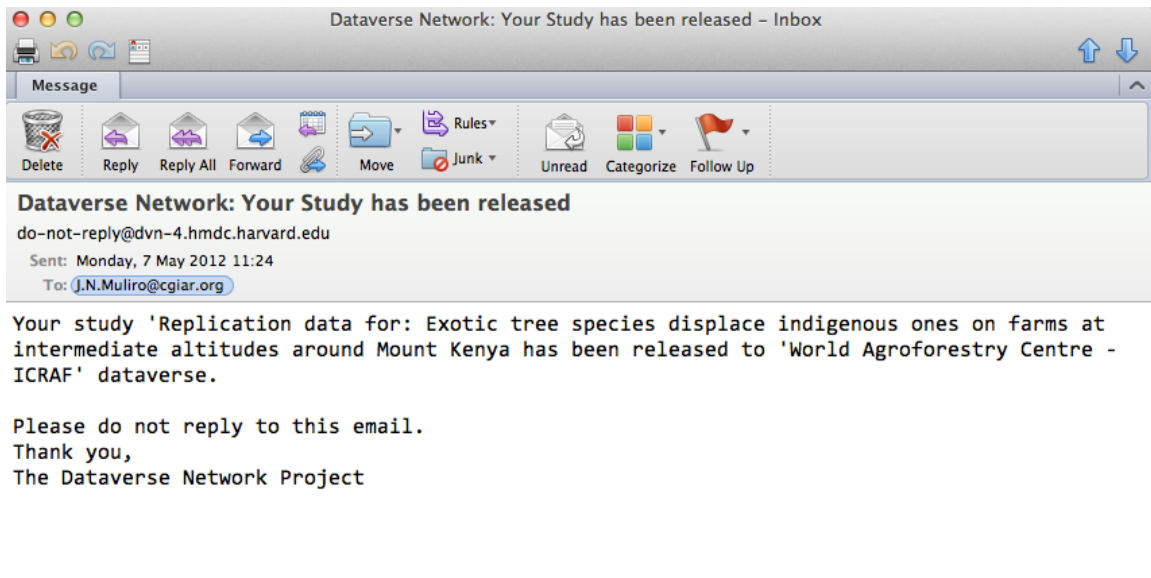 Dataverse Network: Your Study has been released – Inbox
Message
Delete
Reply
Reply All
Forward
Move
Rules
Junk
Unread
Categorize
Follow Up
Dataverse Network: Your Study has been released
do-not-reply@dvn-4.hmdc.harvard.edu
Sent: Monday, 7 May 2012 11:24
To: J.N.Muliro@cgiar.org
Your study 'Replication data for: Exotic tree species displace indigenous ones on farms at
intermediate altitudes around Mount Kenya has been released to 'World Agroforestry Centre -
ICRAF' dataverse.
Please do not reply to this email.
Thank you,
The Dataverse Network Project